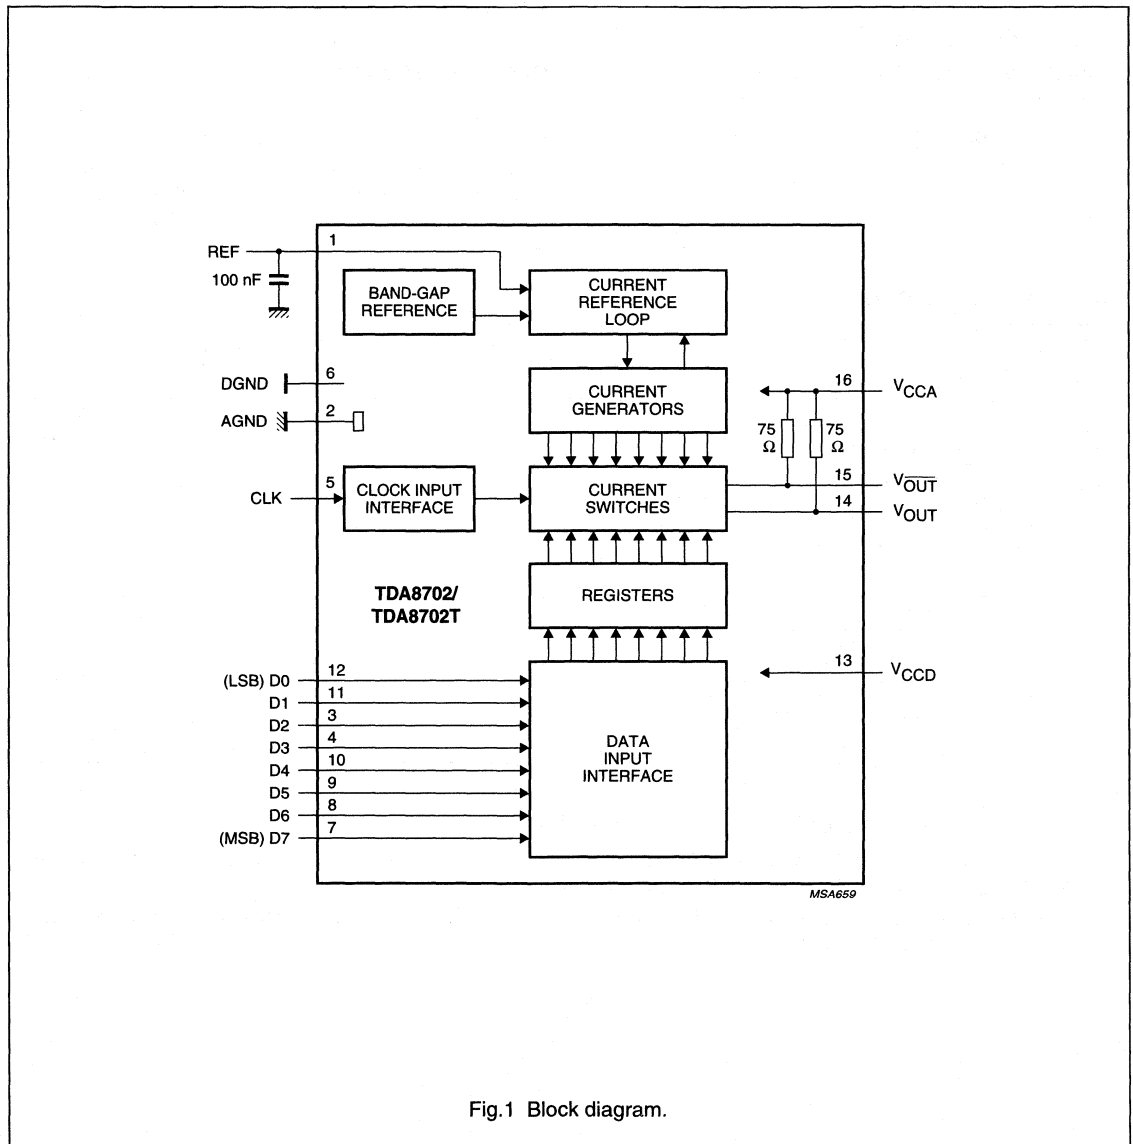 REF
1
100 nF
BAND-GAP
REFERENCE
CURRENT
REFERENCE
LOOP
DGND
6
AGND
2
CURRENT
GENERATORS
16
VCCA
75
Ω
75
Ω
CLK
5
CLOCK INPUT
INTERFACE
CURRENT
SWITCHES
15
V\overline{OUT}
14
VOUT
TDA8702/
TDA8702T
REGISTERS
13
VCCD
(LSB) D0
12
D1
11
D2
3
D3
4
D4
10
D5
9
D6
8
(MSB) D7
7
DATA
INPUT
INTERFACE
MSA659
Fig.1 Block diagram.